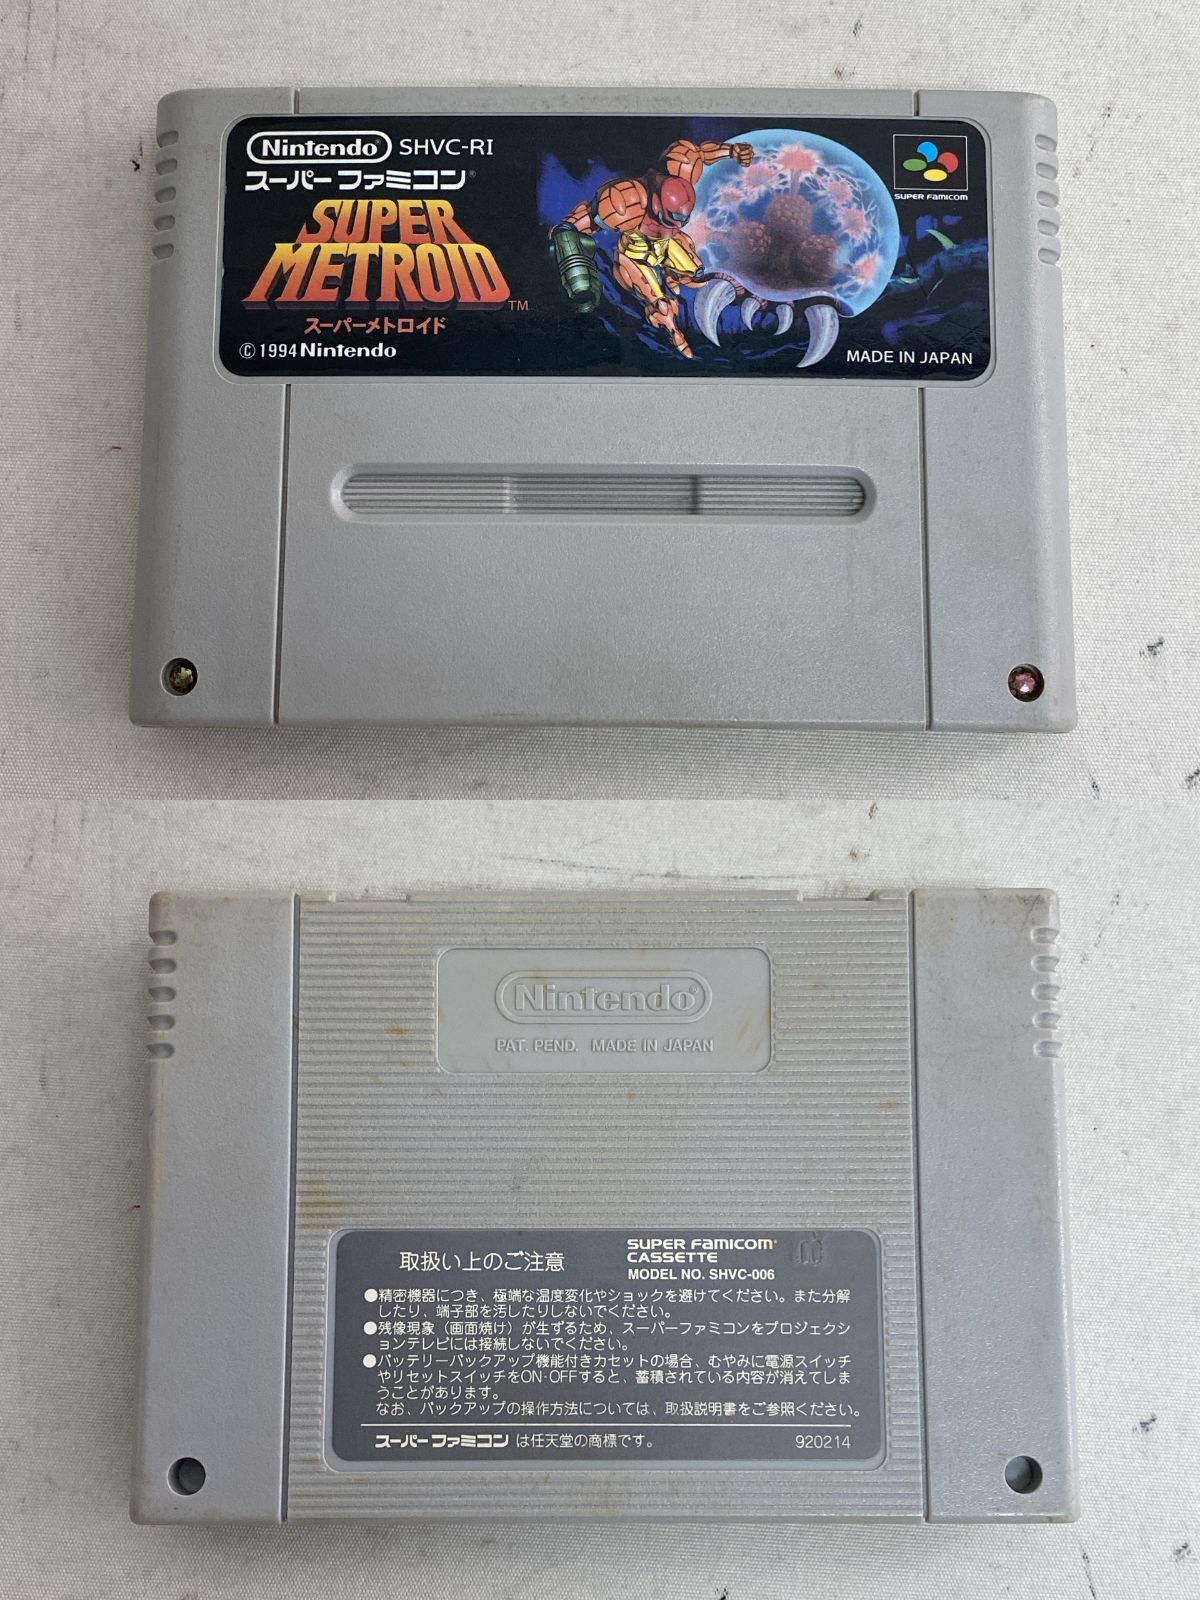 Nintendo SHVC-RI
スーパーファミコン®
SUPER
METROID™
スーパーメトロイド
© 1994 Nintendo
SUPER FAMICOM
MADE IN JAPAN
Nintendo®
PAT. PEND. MADE IN JAPAN
取扱い上のご注意
SUPER FAMICOM®
CASSETTE
MODEL NO. SHVC-006
●精密機器につき、極端な温度変化やショックを避けてください。また分解
したり、端子部を汚したりしないでください。
●残像現象（画面焼け）が生ずるため、スーパーファミコンをプロジェクシ
ョンテレビには接続しないでください。
●バッテリーバックアップ機能付きカセットの場合、むやみに電源スイッチ
やリセットスイッチをON·OFFすると、蓄積されている内容が消えてしま
うことがあります。
なお、バックアップの操作方法については、取扱説明書をご参照ください。
スーパーファミコン は任天堂の商標です。
920214